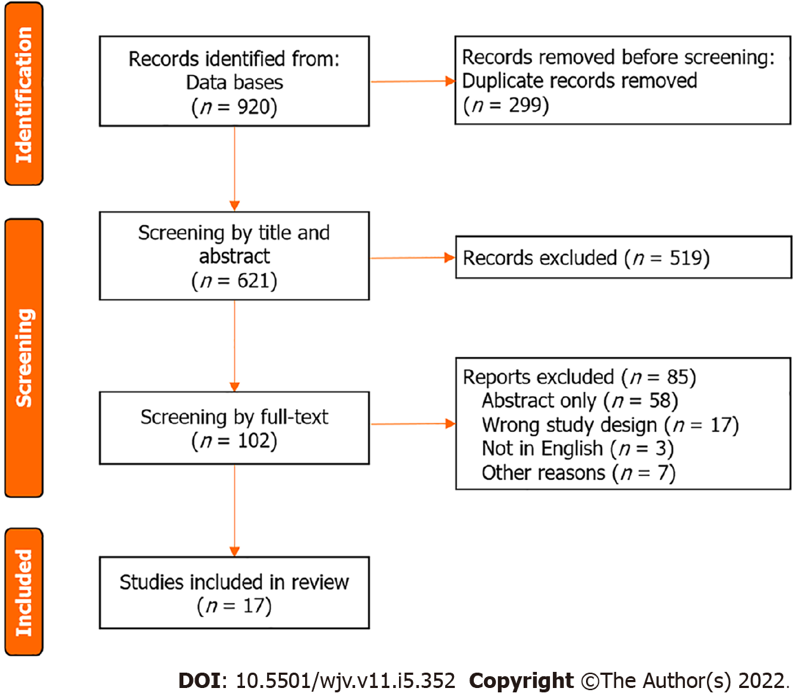 Identification
Records identified from:
Data bases
(n = 920)
Records removed before screening:
Duplicate records removed
(n = 299)
Screening
Screening by title and
abstract
(n = 621)
Records excluded (n = 519)
Screening by full-text
(n = 102)
Reports excluded (n = 85)
Abstract only (n = 58)
Wrong study design (n = 17)
Not in English (n = 3)
Other reasons (n = 7)
Included
Studies included in review
(n = 17)
DOI: 10.5501/wjv.v11.i5.352 Copyright ©The Author(s) 2022.